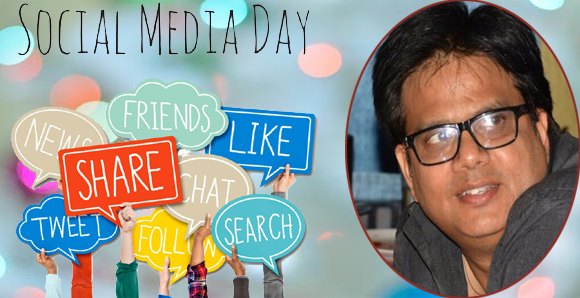 Social Media Day
FRIENDS
NEWS
LIKE
SHARE
CHAT
TWEET
FOLLOW
SEARCH